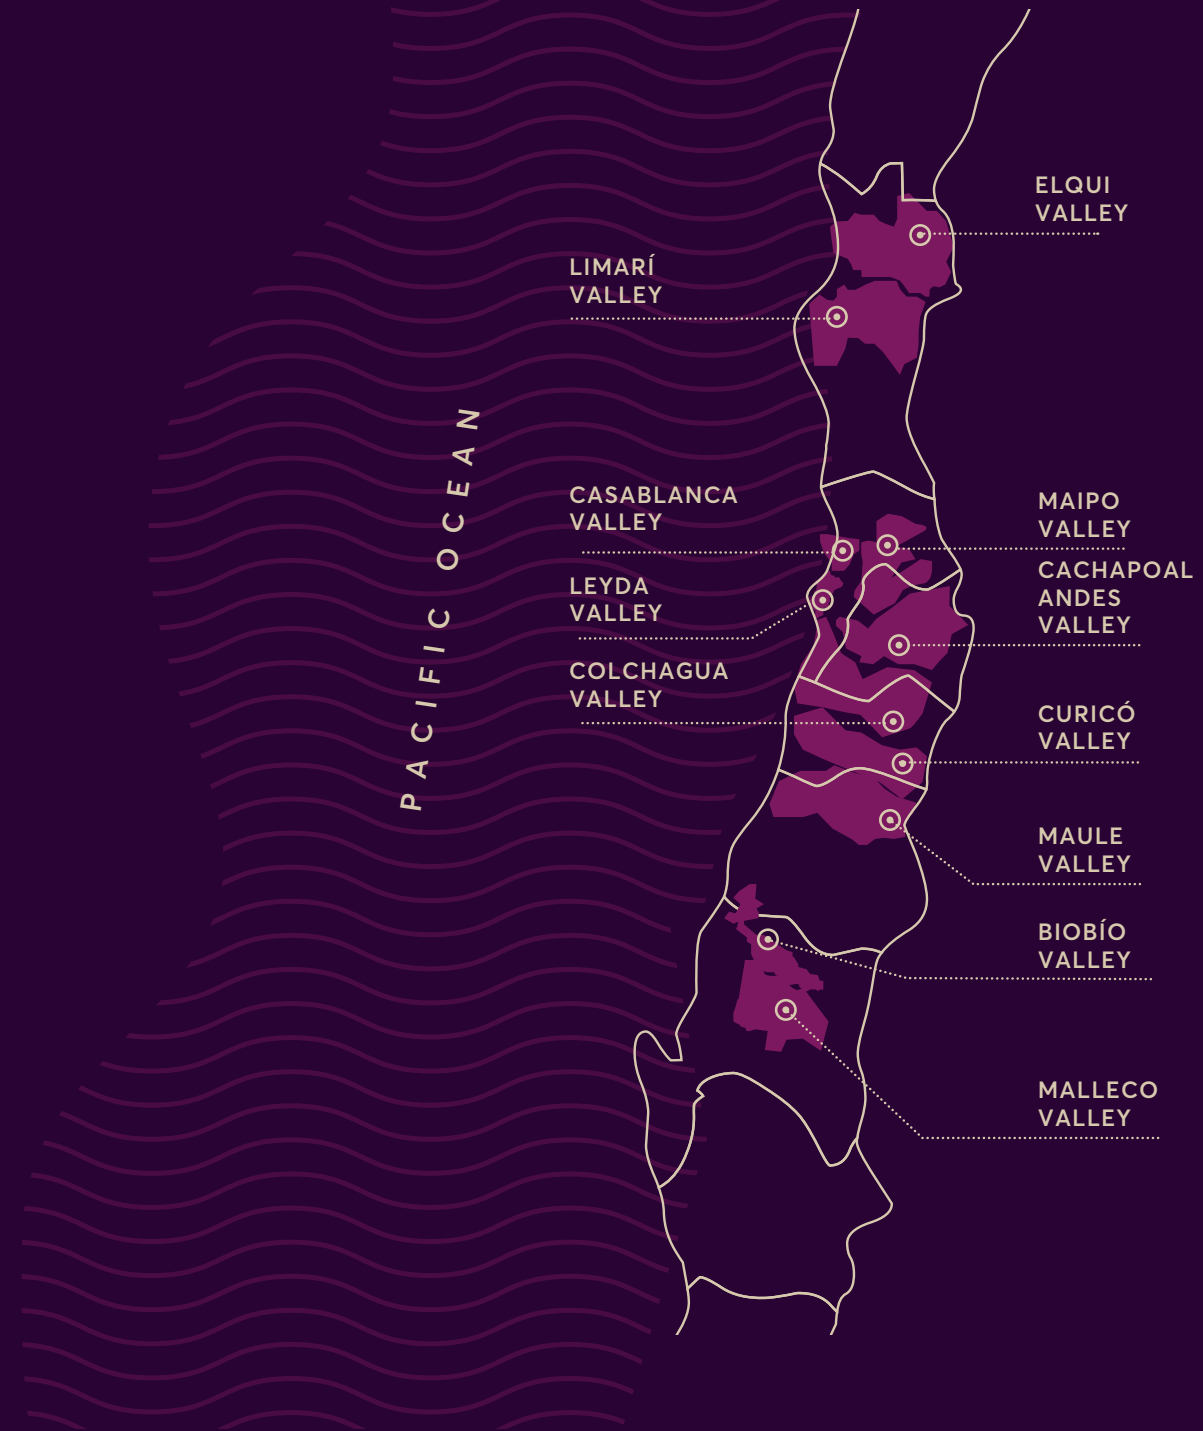 ELQUI
VALLEY
LIMARÍ
VALLEY
PACIFIC OCEAN
CASABLANCA
VALLEY
MAIPO
VALLEY
CACHAPOAL
ANDES
VALLEY
LEYDA
VALLEY
COLCHAGUA
VALLEY
CURICÓ
VALLEY
MAULE
VALLEY
BIOBÍO
VALLEY
MALLECO
VALLEY